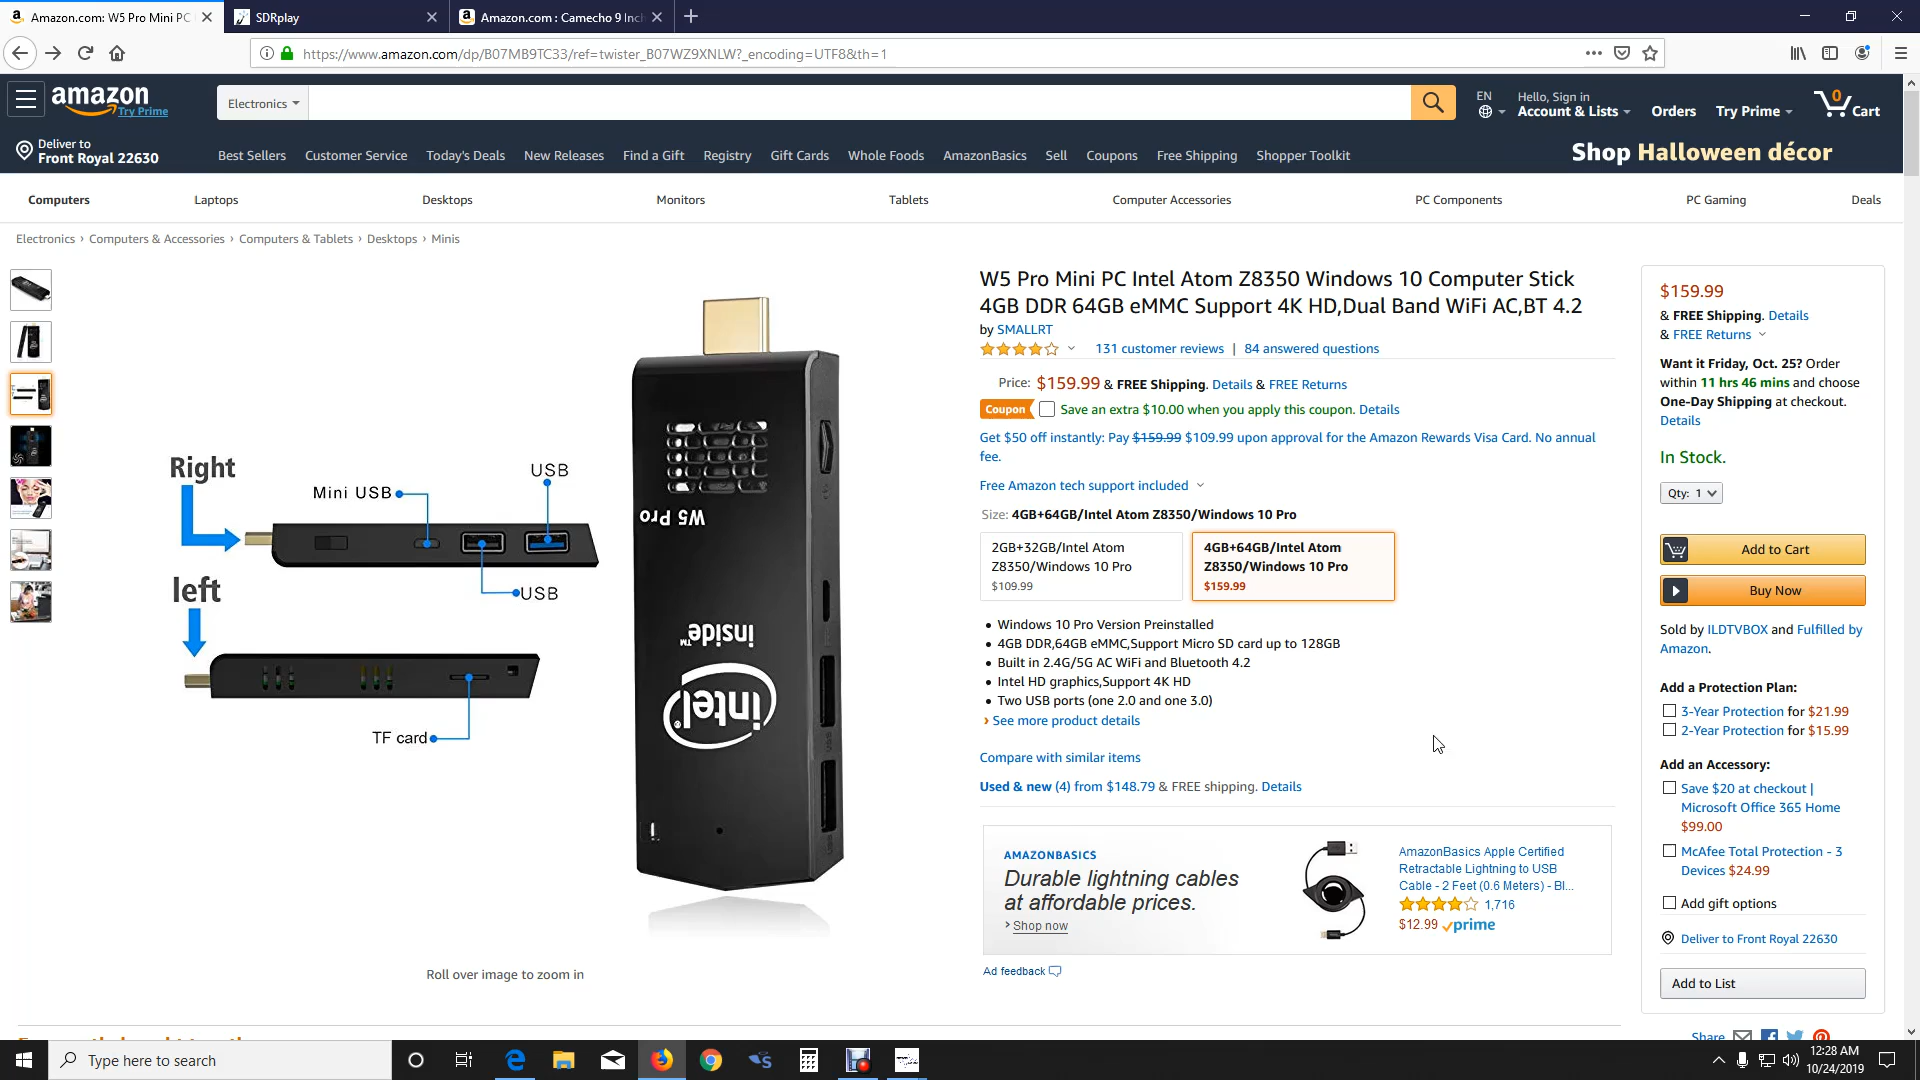 Amazon.com: W5 Pro Mini PC
SDRplay
Amazon.com : Camecho 9 Inch
https://www.amazon.com/dp/B07MB9TC33/ref=twister_B07WZ9XNLW?_encoding=UTF8&th=1
amazon
Try Prime
Electronics
EN
Hello, Sign in
Account & Lists
Orders
Try Prime
0
Cart
Deliver to
Front Royal 22630
Best Sellers
Customer Service
Today's Deals
New Releases
Find a Gift
Registry
Gift Cards
Whole Foods
AmazonBasics
Sell
Coupons
Free Shipping
Shopper Toolkit
Shop Halloween décor
Computers
Laptops
Desktops
Monitors
Tablets
Computer Accessories
PC Components
PC Gaming
Deals
Electronics › Computers & Accessories › Computers & Tablets › Desktops › Minis
Right
Mini USB
USB
USB
left
TF card
W5 Pro
inside™
intel
Roll over image to zoom in
W5 Pro Mini PC Intel Atom Z8350 Windows 10 Computer Stick
4GB DDR 64GB eMMC Support 4K HD,Dual Band WiFi AC,BT 4.2
by SMALLRT
131 customer reviews | 84 answered questions
Price: $159.99 & FREE Shipping. Details & FREE Returns
Coupon Save an extra $10.00 when you apply this coupon. Details
Get $50 off instantly: Pay $159.99 $109.99 upon approval for the Amazon Rewards Visa Card. No annual
fee.
Free Amazon tech support included
Size: 4GB+64GB/Intel Atom Z8350/Windows 10 Pro
2GB+32GB/Intel Atom
Z8350/Windows 10 Pro
$109.99
4GB+64GB/Intel Atom
Z8350/Windows 10 Pro
$159.99
• Windows 10 Pro Version Preinstalled
• 4GB DDR,64GB eMMC,Support Micro SD card up to 128GB
• Built in 2.4G/5G AC WiFi and Bluetooth 4.2
• Intel HD graphics,Support 4K HD
• Two USB ports (one 2.0 and one 3.0)
› See more product details
Compare with similar items
Used & new (4) from $148.79 & FREE shipping. Details
AMAZONBASICS
Durable lightning cables
at affordable prices.
› Shop now
AmazonBasics Apple Certified
Retractable Lightning to USB
Cable - 2 Feet (0.6 Meters) - Bl...
1,716
$12.99 prime
Ad feedback
$159.99
& FREE Shipping. Details
& FREE Returns
Want it Friday, Oct. 25? Order
within 11 hrs 46 mins and choose
One-Day Shipping at checkout.
Details
In Stock.
Qty: 1
Add to Cart
Buy Now
Sold by ILDTVBOX and Fulfilled by
Amazon.
Add a Protection Plan:
3-Year Protection for $21.99
2-Year Protection for $15.99
Add an Accessory:
Save $20 at checkout |
Microsoft Office 365 Home
$99.00
McAfee Total Protection - 3
Devices $24.99
Add gift options
Deliver to Front Royal 22630
Add to List
Share
Type here to search
12:28 AM
10/24/2019